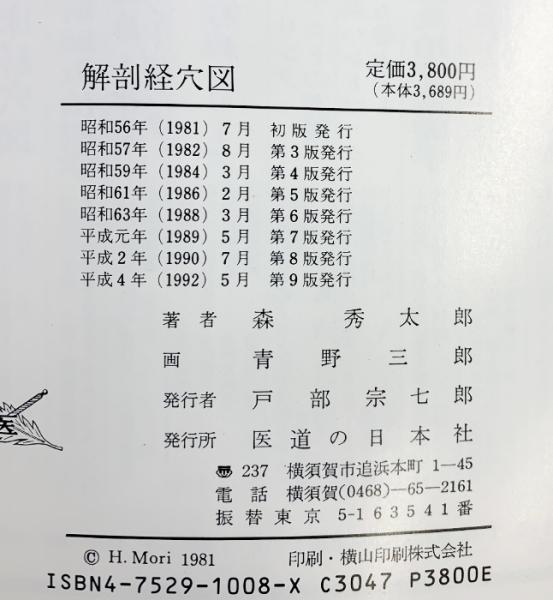 解剖経穴図 定価3,800円
(本体3,689円)
昭和56年 (1981) 7月 初版発行
昭和57年 (1982) 8月 第3版発行
昭和59年 (1984) 3月 第4版発行
昭和61年 (1986) 2月 第5版発行
昭和63年 (1988) 3月 第6版発行
平成元年 (1989) 5月 第7版発行
平成2年 (1990) 7月 第8版発行
平成4年 (1992) 5月 第9版発行
著者 森 秀太郎
画 青野三郎
発行者 戸部宗七郎
発行所 医道の日本社
医
237 横須賀市追浜本町 1—45
電話 横須賀(0468)—65—2161
振替東京 5-163541番
© H. Mori 1981 印刷・横山印刷株式会社
ISBN4-7529-1008-X C3047 P3800E